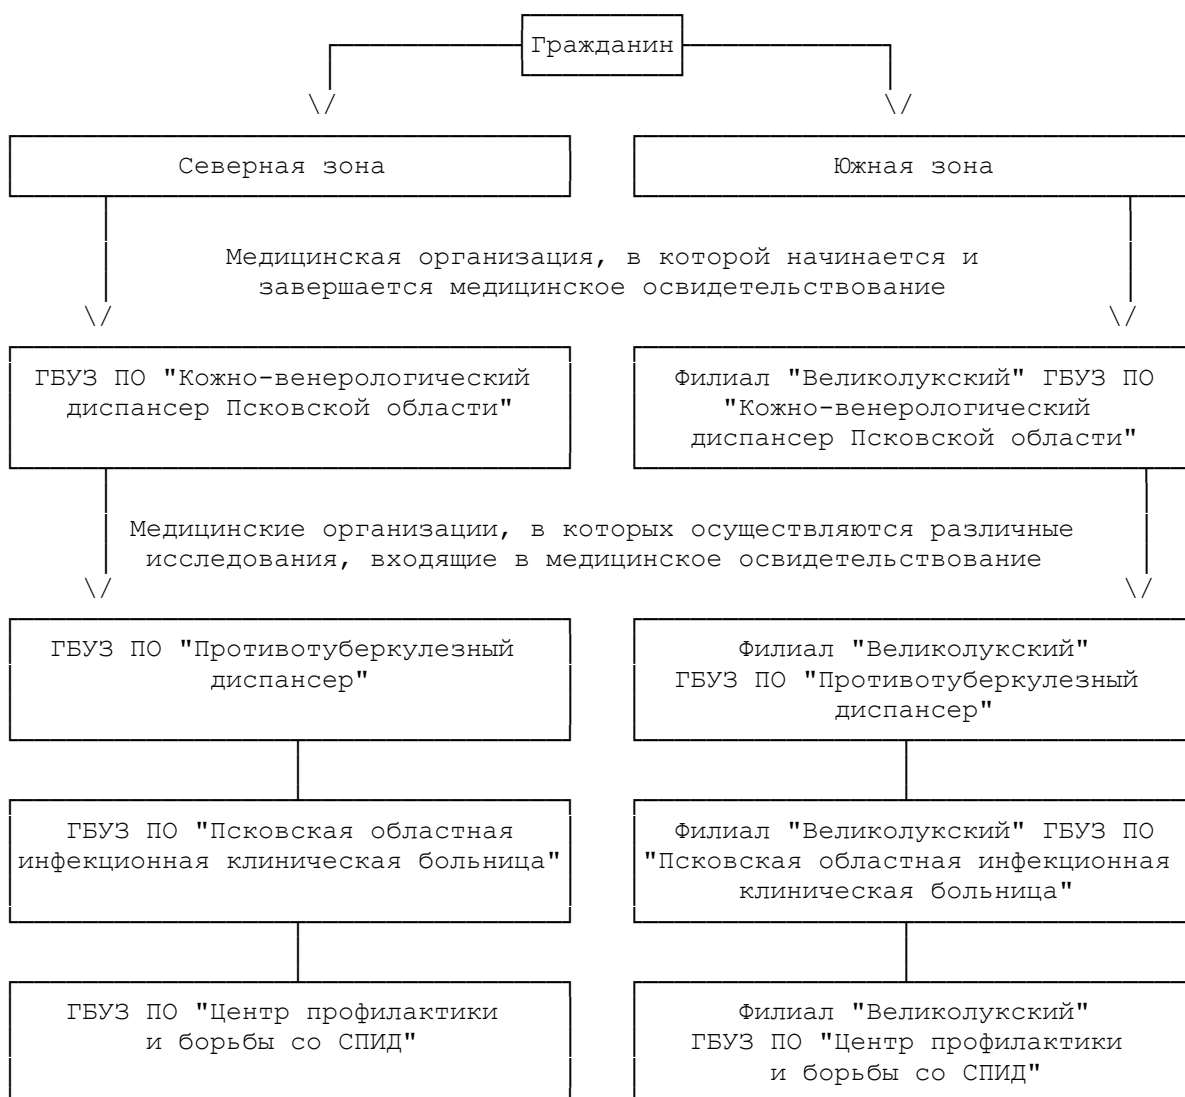 Гражданин
Северная зона
Южная зона
Медицинская организация, в которой начинается и
завершается медицинское освидетельствование
ГБУЗ ПО "Кожно-венерологический
диспансер Псковской области"
Филиал "Великолукский" ГБУЗ ПО
"Кожно-венерологический
диспансер Псковской области"
Медицинские организации, в которых осуществляются различные
исследования, входящие в медицинское освидетельствование
ГБУЗ ПО "Противотуберкулезный
диспансер"
Филиал "Великолукский"
ГБУЗ ПО "Противотуберкулезный
диспансер"
ГБУЗ ПО "Псковская областная
инфекционная клиническая больница"
Филиал "Великолукский" ГБУЗ ПО
"Псковская областная инфекционная
клиническая больница"
ГБУЗ ПО "Центр профилактики
и борьбы со СПИД"
Филиал "Великолукский"
ГБУЗ ПО "Центр профилактики
и борьбы со СПИД"